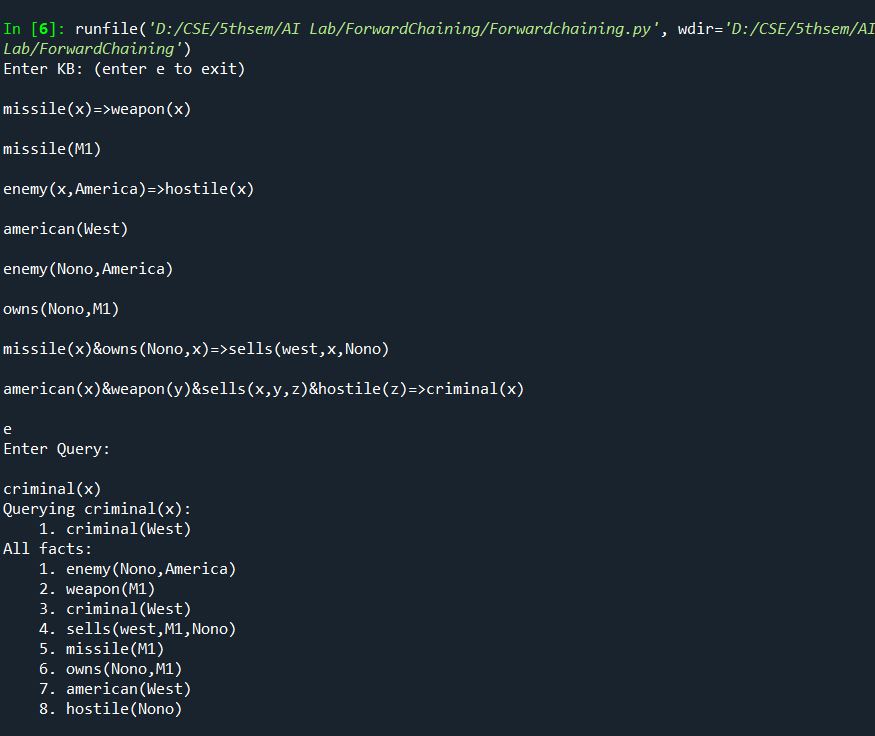 In [6]: runfile('D:/CSE/5thsem/AI Lab/ForwardChaining/Forwardchaining.py', wdir='D:/CSE/5thsem/AI
Lab/ForwardChaining')
Enter KB: (enter e to exit)
missile(x)=>weapon(x)
missile(M1)
enemy(x,America)=>hostile(x)
american(West)
enemy(Nono,America)
owns(Nono,M1)
missile(x)&owns(Nono,x)=>sells(west,x,Nono)
american(x)&weapon(y)&sells(x,y,z)&hostile(z)=>criminal(x)
e
Enter Query:
criminal(x)
Querying criminal(x):
    1. criminal(West)
All facts:
    1. enemy(Nono,America)
    2. weapon(M1)
    3. criminal(West)
    4. sells(west,M1,Nono)
    5. missile(M1)
    6. owns(Nono,M1)
    7. american(West)
    8. hostile(Nono)